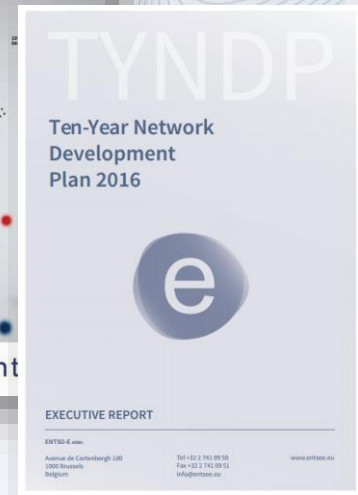 TYNDP
Ten-Year Network
Development
Plan 2016
e
nt
EXECUTIVE REPORT
ENTSO-E AISBL
Avenue de Cortenbergh 100
1000 Brussels
Belgium
Tel +32 2 741 09 50
Fax +32 2 741 09 51
info@entsoe.eu
www.entsoe.eu